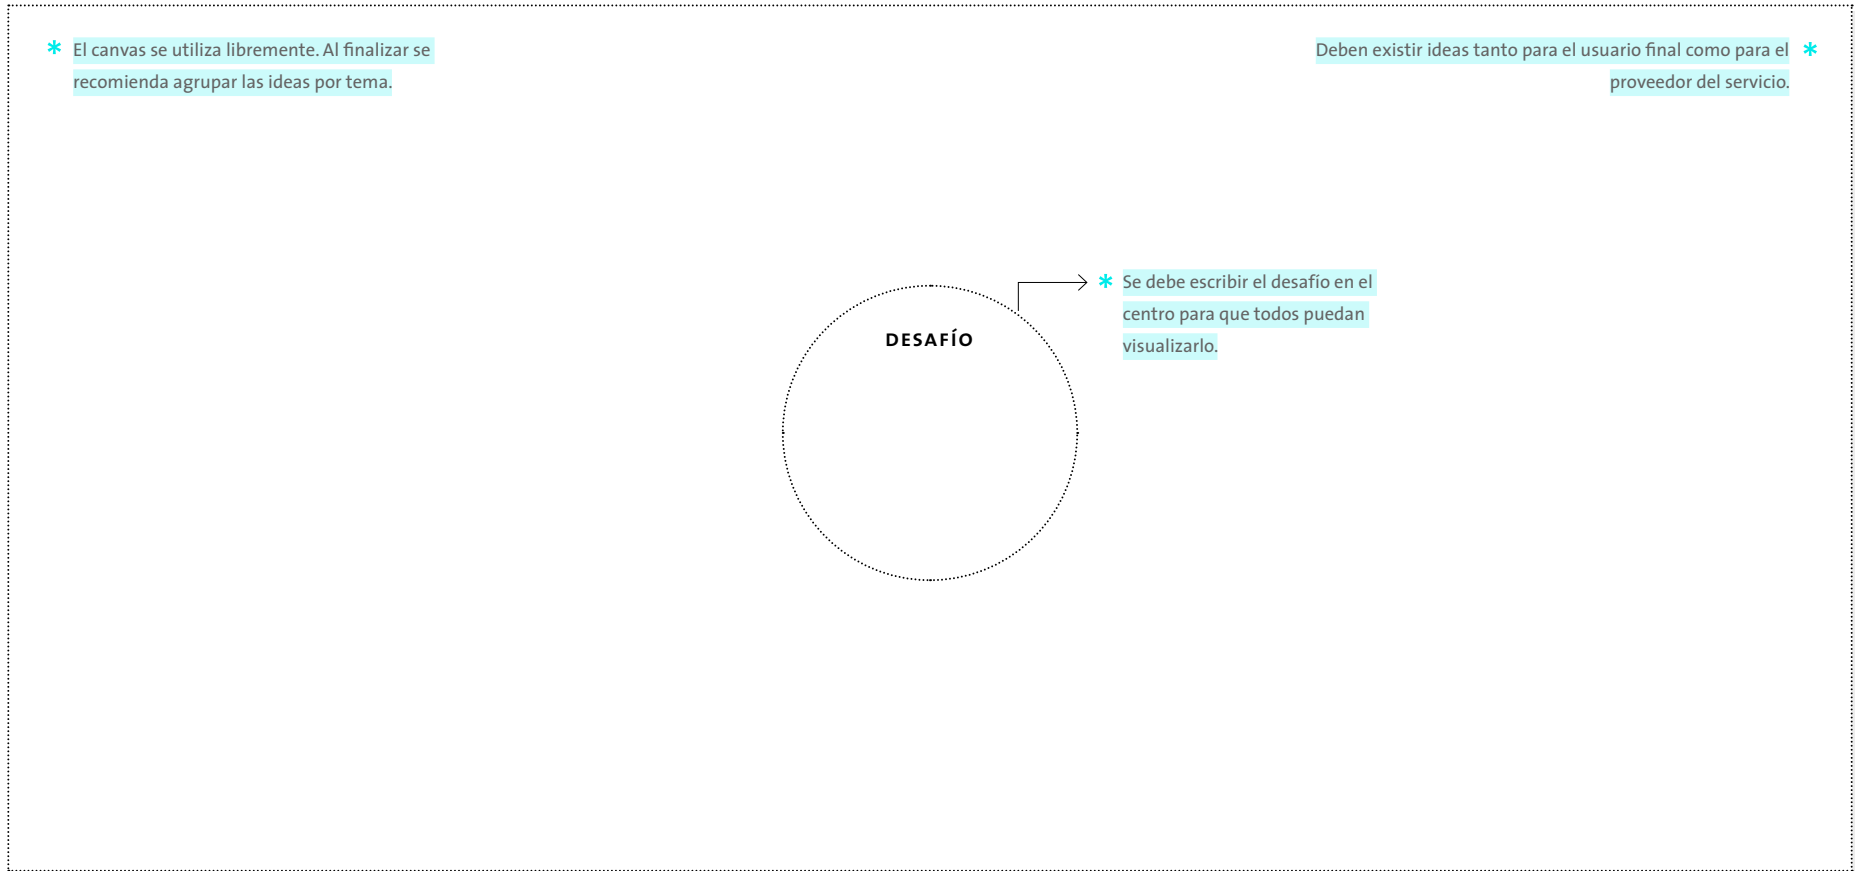 * El canvas se utiliza libremente. Al finalizar se
recomienda agrupar las ideas por tema.
Deben existir ideas tanto para el usuario final como para el *
proveedor del servicio.
* Se debe escribir el desafío en el
centro para que todos puedan
visualizarlo.
DESAFÍO